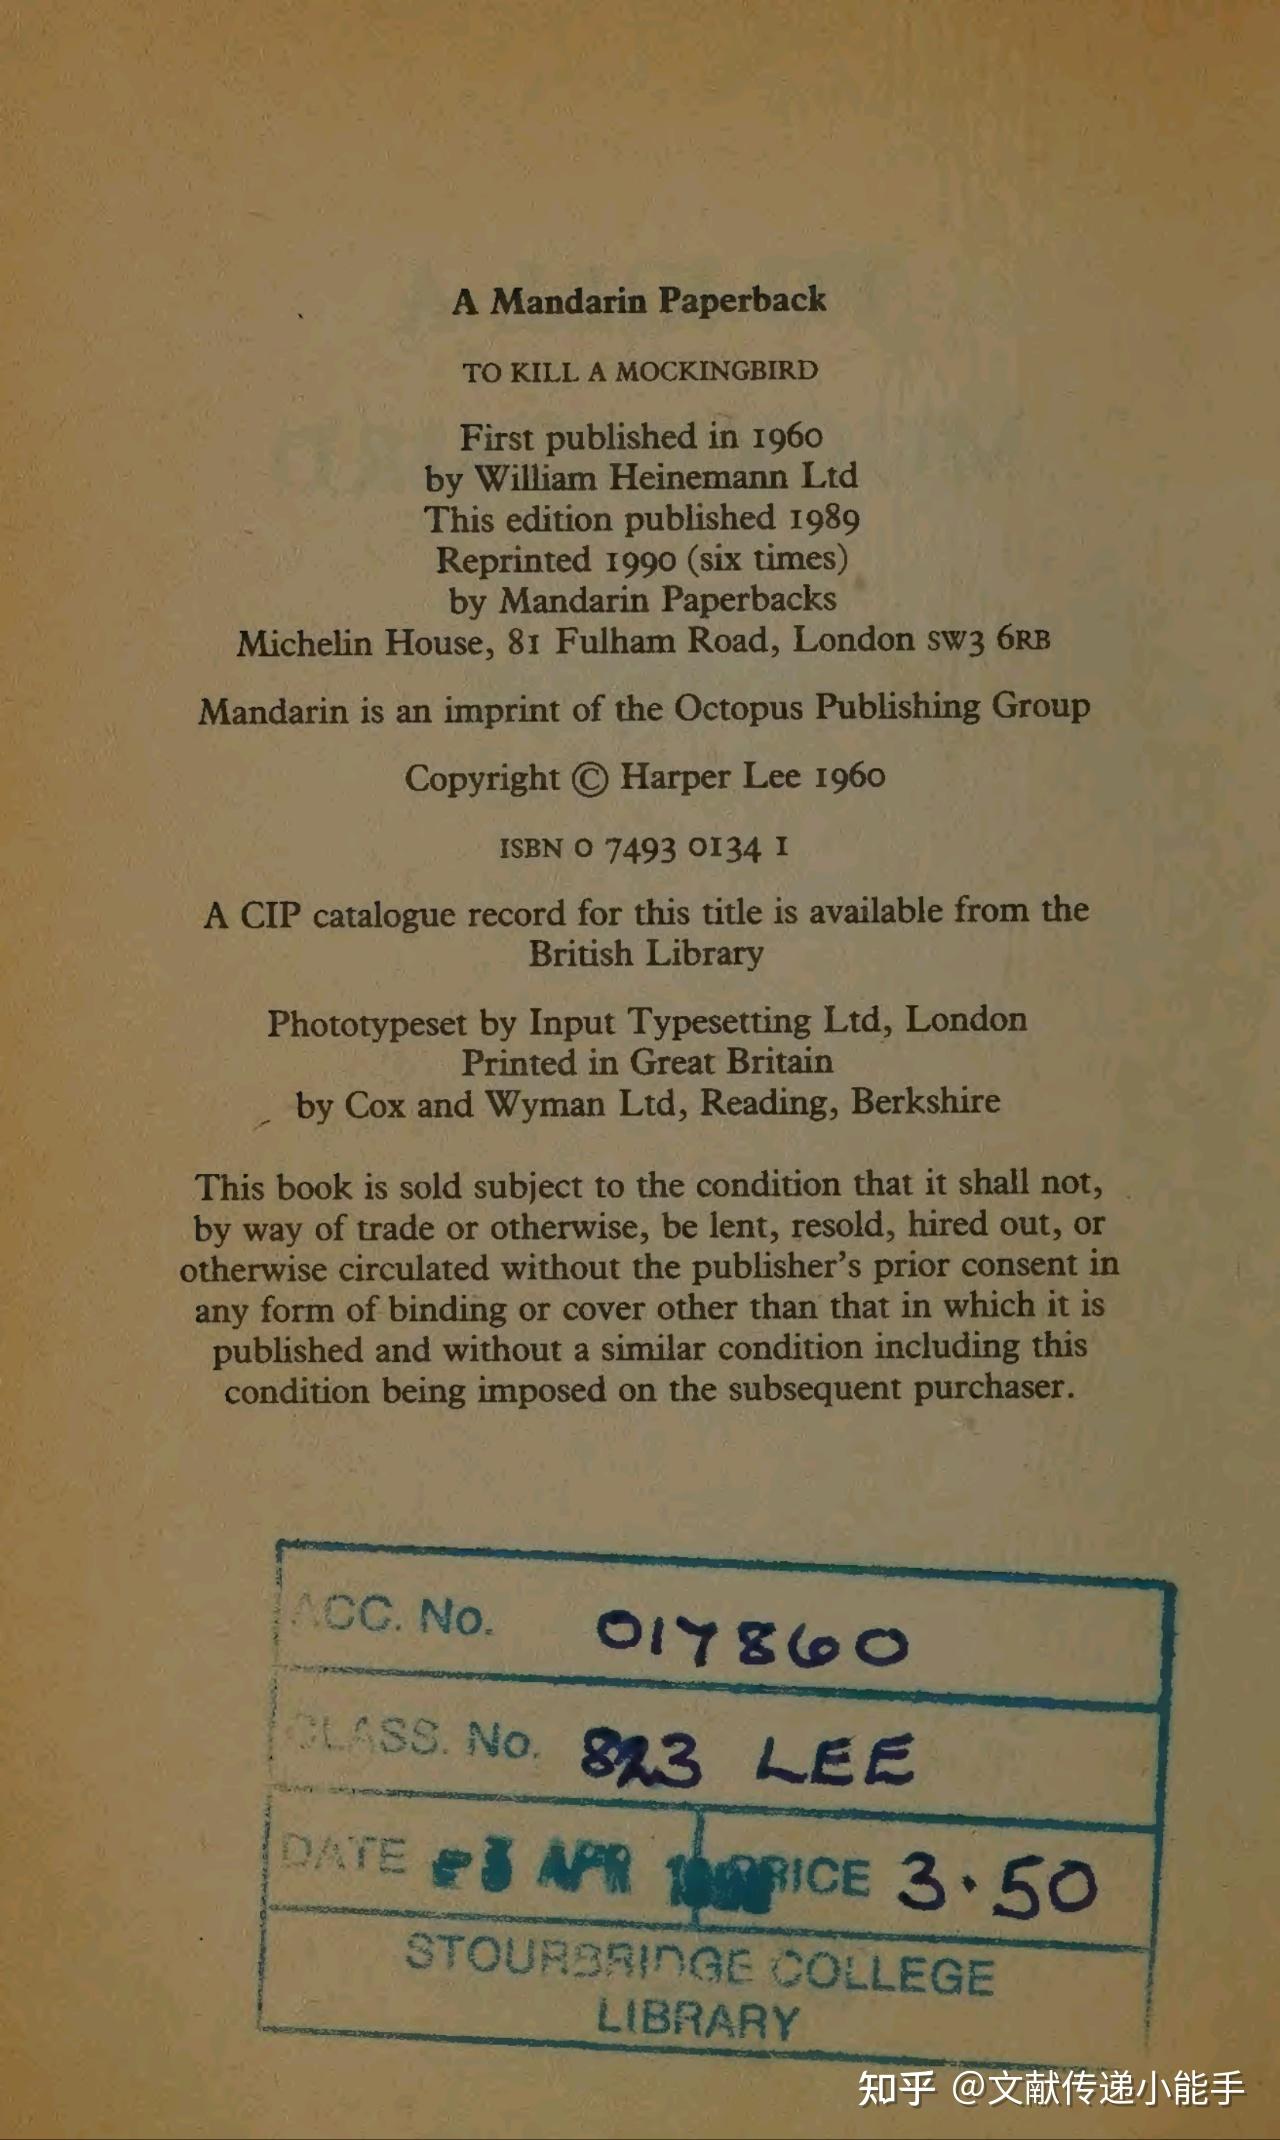 A Mandarin Paperback
TO KILL A MOCKINGBIRD
First published in 1960
by William Heinemann Ltd
This edition published 1989
Reprinted 1990 (six times)
by Mandarin Paperbacks
Michelin House, 81 Fulham Road, London SW3 6RB
Mandarin is an imprint of the Octopus Publishing Group
Copyright © Harper Lee 1960
ISBN 0 7493 0134 1
A CIP catalogue record for this title is available from the
British Library
Phototypeset by Input Typesetting Ltd, London
Printed in Great Britain
by Cox and Wyman Ltd, Reading, Berkshire
This book is sold subject to the condition that it shall not,
by way of trade or otherwise, be lent, resold, hired out, or
otherwise circulated without the publisher's prior consent in
any form of binding or cover other than that in which it is
published and without a similar condition including this
condition being imposed on the subsequent purchaser.
ACC. No. 017860
CLASS. No. 823 LEE
DATE -3 APR PRICE 3.50
STOURBRIDGE COLLEGE
LIBRARY
知乎 @文献传递小能手